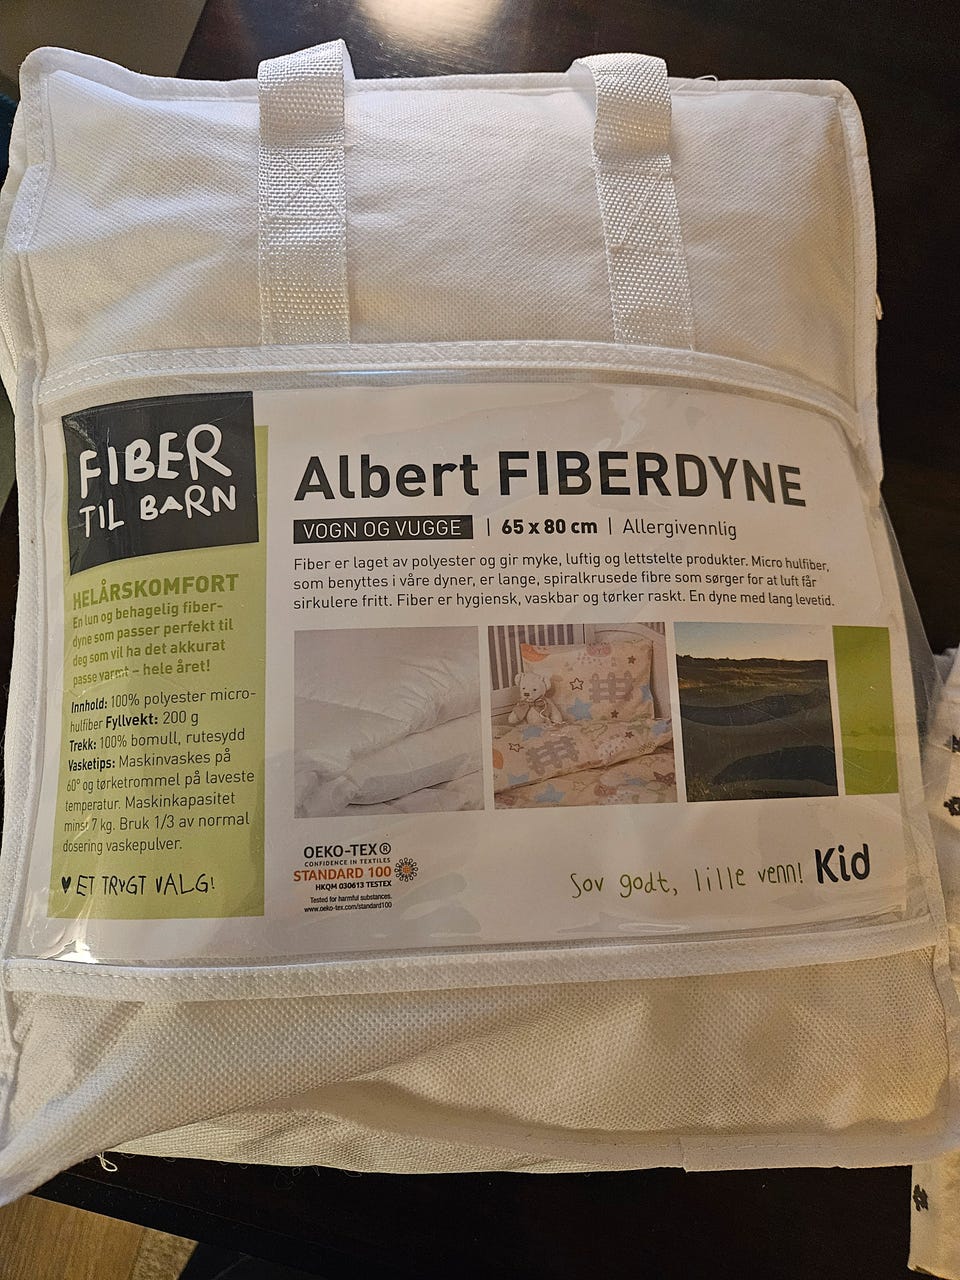 FIBER
TIL BARN
HELÅRSKOMFORT
En lun og behagelig fiber-
dyne som passer perfekt til
deg som vil ha det akkurat
passe varmt – hele året!
Innhold: 100% polyester micro-
hulfiber Fyllvekt: 200 g
Trekk: 100% bomull, rutesydd
Vasketips: Maskinvaskes på
60° og tørketrommel på laveste
temperatur. Maskinkapasitet
minst 7 kg. Bruk 1/3 av normal
dosering vaskepulver.
♥ ET TRYGT VALG!
Albert FIBERDYNE
VOGN OG VUGGE | 65 x 80 cm | Allergivennlig
Fiber er laget av polyester og gir myke, luftig og lettstelte produkter. Micro hulfiber,
som benyttes i våre dyner, er lange, spiralkrusede fibre som sørger for at luft får
sirkulere fritt. Fiber er hygiensk, vaskbar og tørker raskt. En dyne med lang levetid.
OEKO-TEX®
CONFIDENCE IN TEXTILES
STANDARD 100
HKQM 030613 TESTEX
Tested for harmful substances.
www.oeko-tex.com/standard100
Sov godt, lille venn! Kid